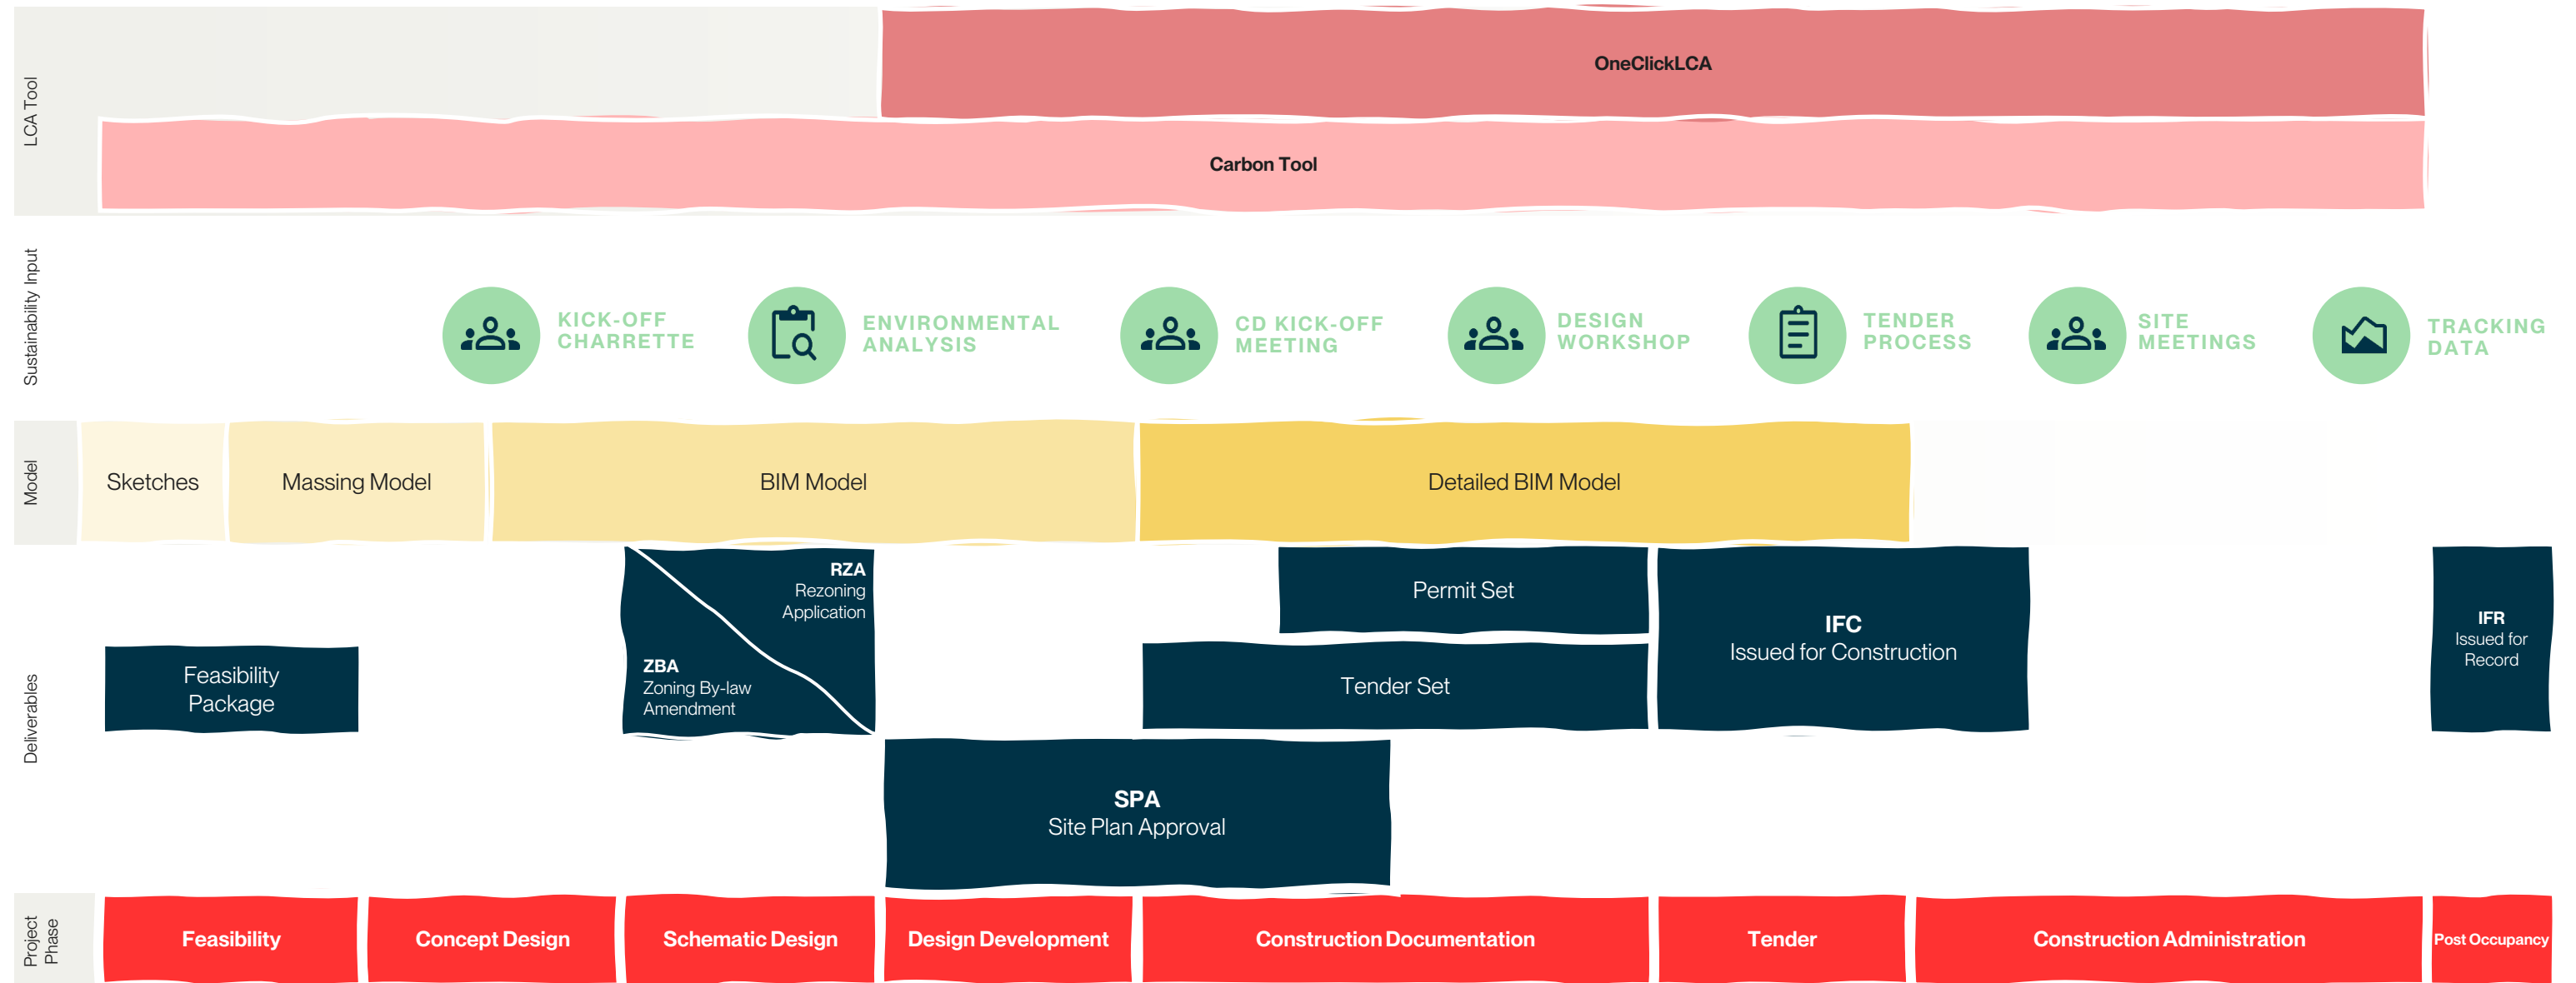 LCA Tool
OneClickLCA
Carbon Tool
Sustainability Input
KICK-OFF
CHARRETTE
ENVIRONMENTAL
ANALYSIS
CD KICK-OFF
MEETING
DESIGN
WORKSHOP
TENDER
PROCESS
SITE
MEETINGS
TRACKING
DATA
Model
Sketches
Massing Model
BIM Model
Detailed BIM Model
Deliverables
Feasibility
Package
RZA
Rezoning
Application
ZBA
Zoning By-law
Amendment
Permit Set
Tender Set
IFC
Issued for Construction
IFR
Issued for
Record
SPA
Site Plan Approval
Project
Phase
Feasibility
Concept Design
Schematic Design
Design Development
Construction Documentation
Tender
Construction Administration
Post Occupancy